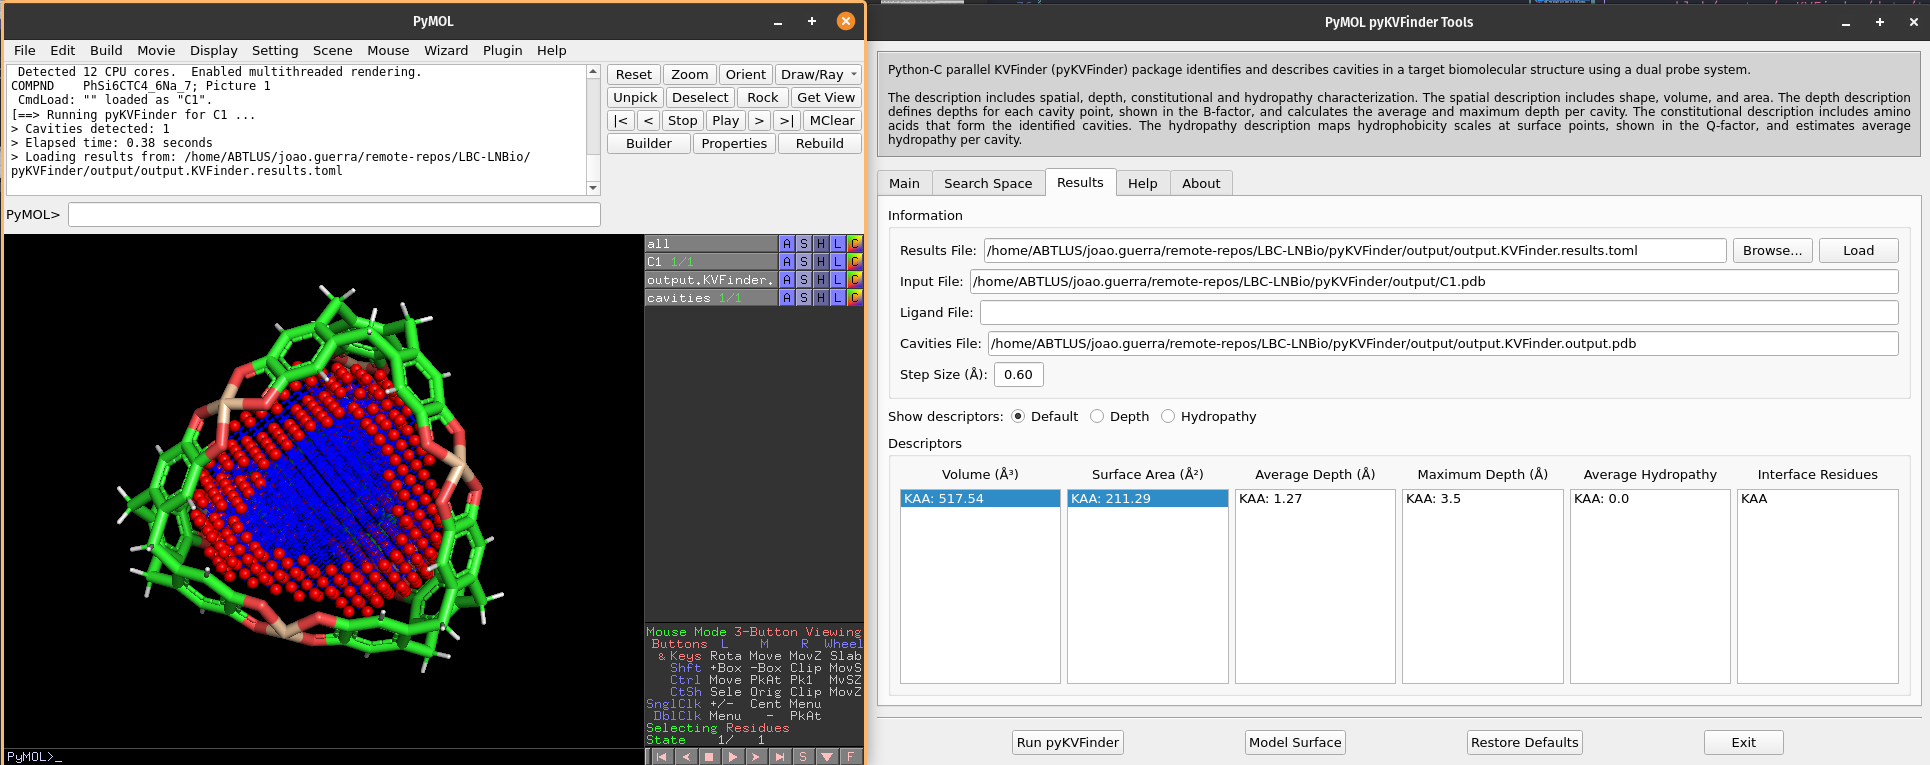 PyMOL
File Edit Build Movie Display Setting Scene Mouse Wizard Plugin Help
Detected 12 CPU cores.  Enabled multithreaded rendering.
COMPND    PhSi6CTC4_6Na_7; Picture 1
CmdLoad: "" loaded as "C1".
[==> Running pyKVFinder for C1 ...
> Cavities detected: 1
> Elapsed time: 0.38 seconds
> Loading results from: /home/ABTLUS/joao.guerra/remote-repos/LBC-LNBio/
pyKVFinder/output/output.KVFinder.results.toml
Reset Zoom Orient Draw/Ray
Unpick Deselect Rock Get View
|< < Stop Play > >| MClear
Builder Properties Rebuild
PyMOL>
all A S H L C
C1 1/1 A S H L C
output.KVFinder. A S H L C
cavities 1/1 A S H L C
Mouse Mode 3-Button Viewing
Buttons L M R Wheel
& Keys Rota Move MovZ Slab
Shft +Box -Box Clip MovS
Ctrl Move PkAt Pk1 MvSZ
CtSh Sele Orig Clip MovZ
SnglClk +/- Cent Menu
DblClk Menu - PkAt
Selecting Residues
State 1/ 1
PyMOL>_
S F
PyMOL pyKVFinder Tools
Python-C parallel KVFinder (pyKVFinder) package identifies and describes cavities in a target biomolecular structure using a dual probe system.
The description includes spatial, depth, constitutional and hydropathy characterization. The spatial description includes shape, volume, and area. The depth description
defines depths for each cavity point, shown in the B-factor, and calculates the average and maximum depth per cavity. The constitutional description includes amino
acids that form the identified cavities. The hydropathy description maps hydrophobicity scales at surface points, shown in the Q-factor, and estimates average
hydropathy per cavity.
Main Search Space Results Help About
Information
Results File: /home/ABTLUS/joao.guerra/remote-repos/LBC-LNBio/pyKVFinder/output/output.KVFinder.results.toml Browse... Load
Input File: /home/ABTLUS/joao.guerra/remote-repos/LBC-LNBio/pyKVFinder/output/C1.pdb
Ligand File:
Cavities File: /home/ABTLUS/joao.guerra/remote-repos/LBC-LNBio/pyKVFinder/output/output.KVFinder.output.pdb
Step Size (Å): 0.60
Show descriptors: Default Depth Hydropathy
Descriptors
Volume (Å³) Surface Area (Å²) Average Depth (Å) Maximum Depth (Å) Average Hydropathy Interface Residues
KAA: 517.54 KAA: 211.29 KAA: 1.27 KAA: 3.5 KAA: 0.0 KAA
Run pyKVFinder Model Surface Restore Defaults Exit